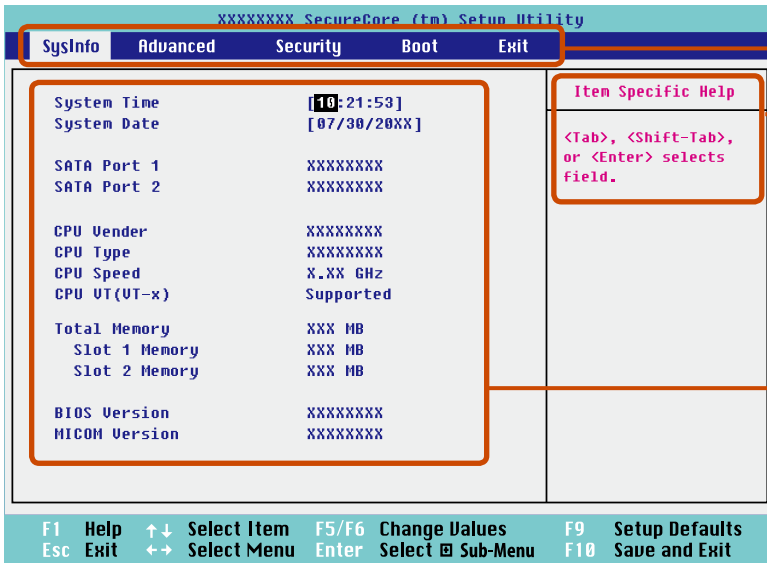 XXXXXXXX SecureCore (tm) Setup Utility
SysInfo Advanced Security Boot Exit
System Time [10:21:53]
System Date [07/30/20XX]
SATA Port 1 XXXXXXXX
SATA Port 2 XXXXXXXX
CPU Vender XXXXXXXX
CPU Type XXXXXXXX
CPU Speed X.XX GHz
CPU VT(VT-x) Supported
Total Memory XXX MB
Slot 1 Memory XXX MB
Slot 2 Memory XXX MB
BIOS Version XXXXXXXX
MICOM Version XXXXXXXX
Item Specific Help
<Tab>, <Shift-Tab>,
or <Enter> selects
field.
F1 Help ↑↓ Select Item F5/F6 Change Values F9 Setup Defaults
Esc Exit ←→ Select Menu Enter Select ⊞ Sub-Menu F10 Save and Exit